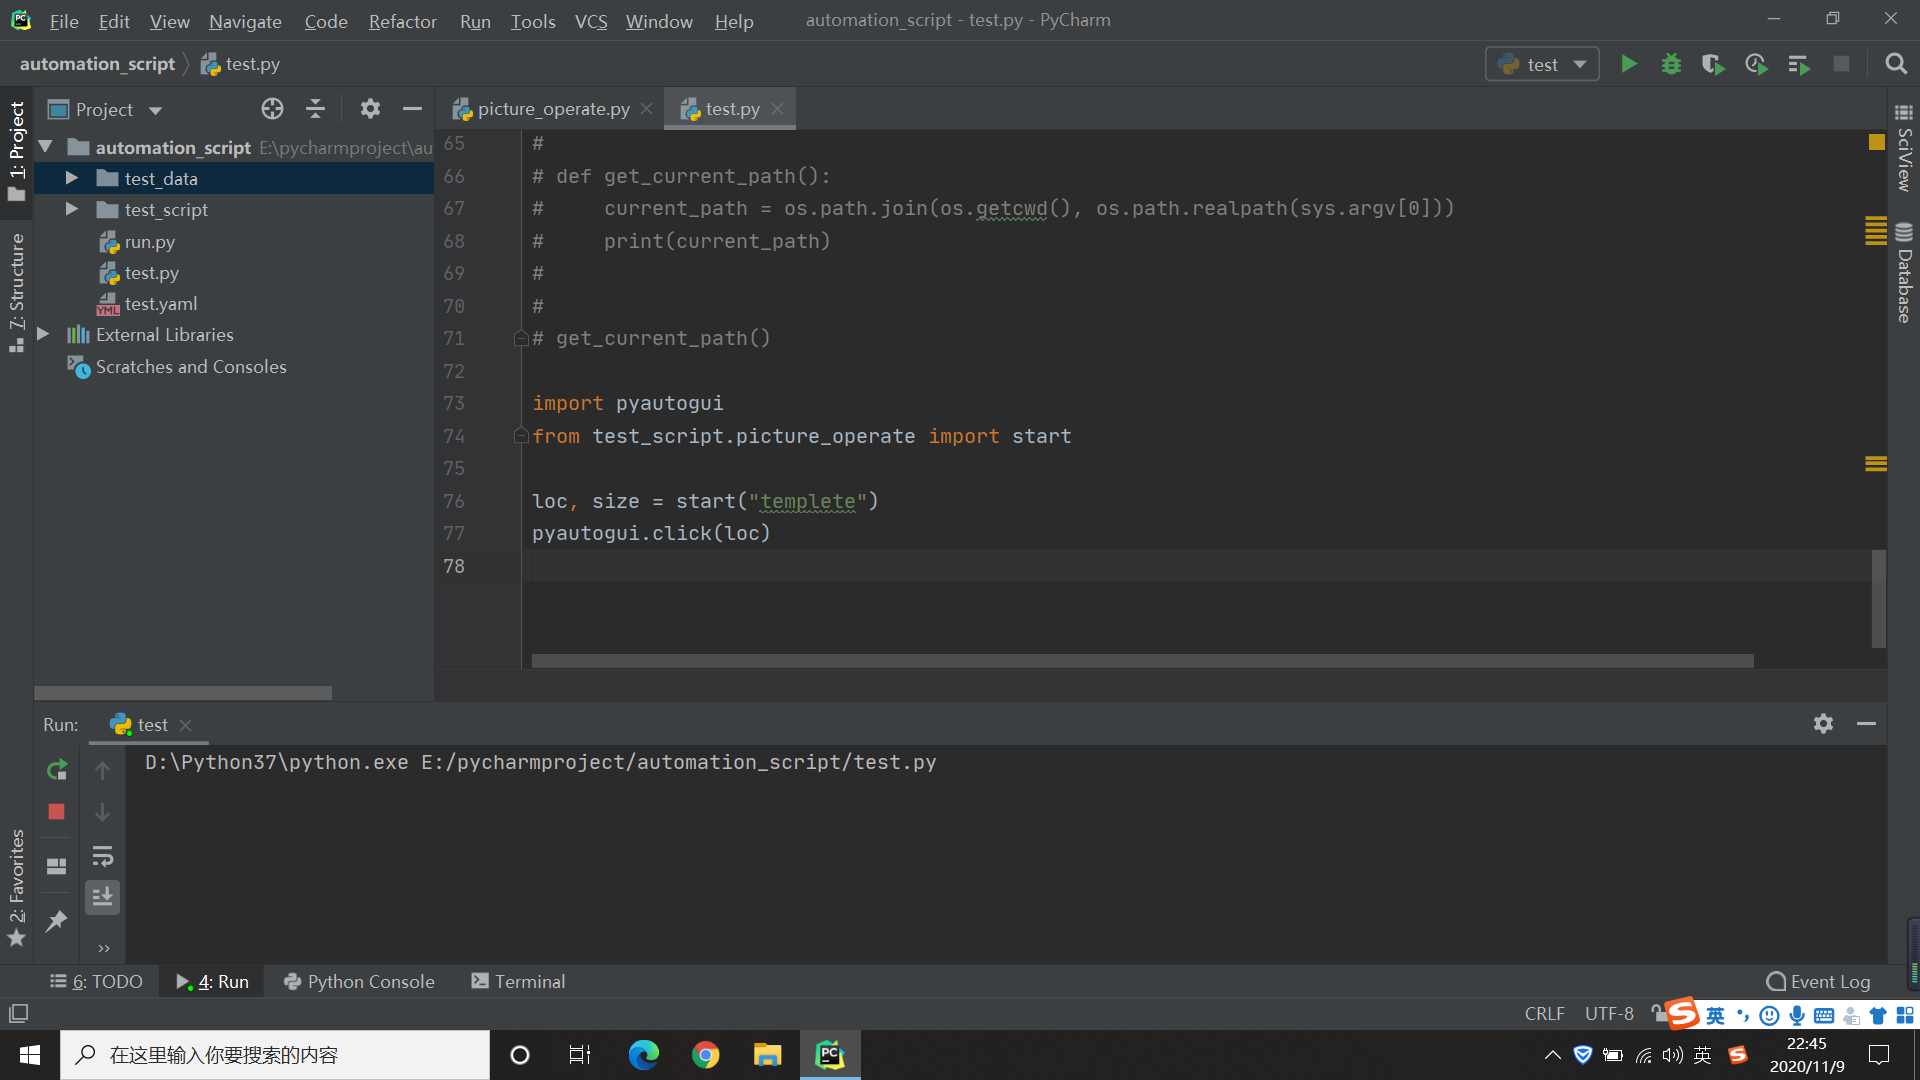 File Edit View Navigate Code Refactor Run Tools VCS Window Help automation_script - test.py - PyCharm
automation_script test.py test
Project
picture_operate.py test.py
1: Project
7: Structure
2: Favorites
automation_script E:\pycharmproject\au
test_data
test_script
run.py
test.py
test.yaml
External Libraries
Scratches and Consoles
65 #
66 # def get_current_path():
67 #     current_path = os.path.join(os.getcwd(), os.path.realpath(sys.argv[0]))
68 #     print(current_path)
69 #
70 #
71 # get_current_path()
72
73 import pyautogui
74 from test_script.picture_operate import start
75
76 loc, size = start("templete")
77 pyautogui.click(loc)
78
SciView
Database
Run: test
D:\Python37\python.exe E:/pycharmproject/automation_script/test.py
6: TODO 4: Run Python Console Terminal Event Log
CRLF UTF-8 英
在这里输入你要搜索的内容
英
22:45
2020/11/9